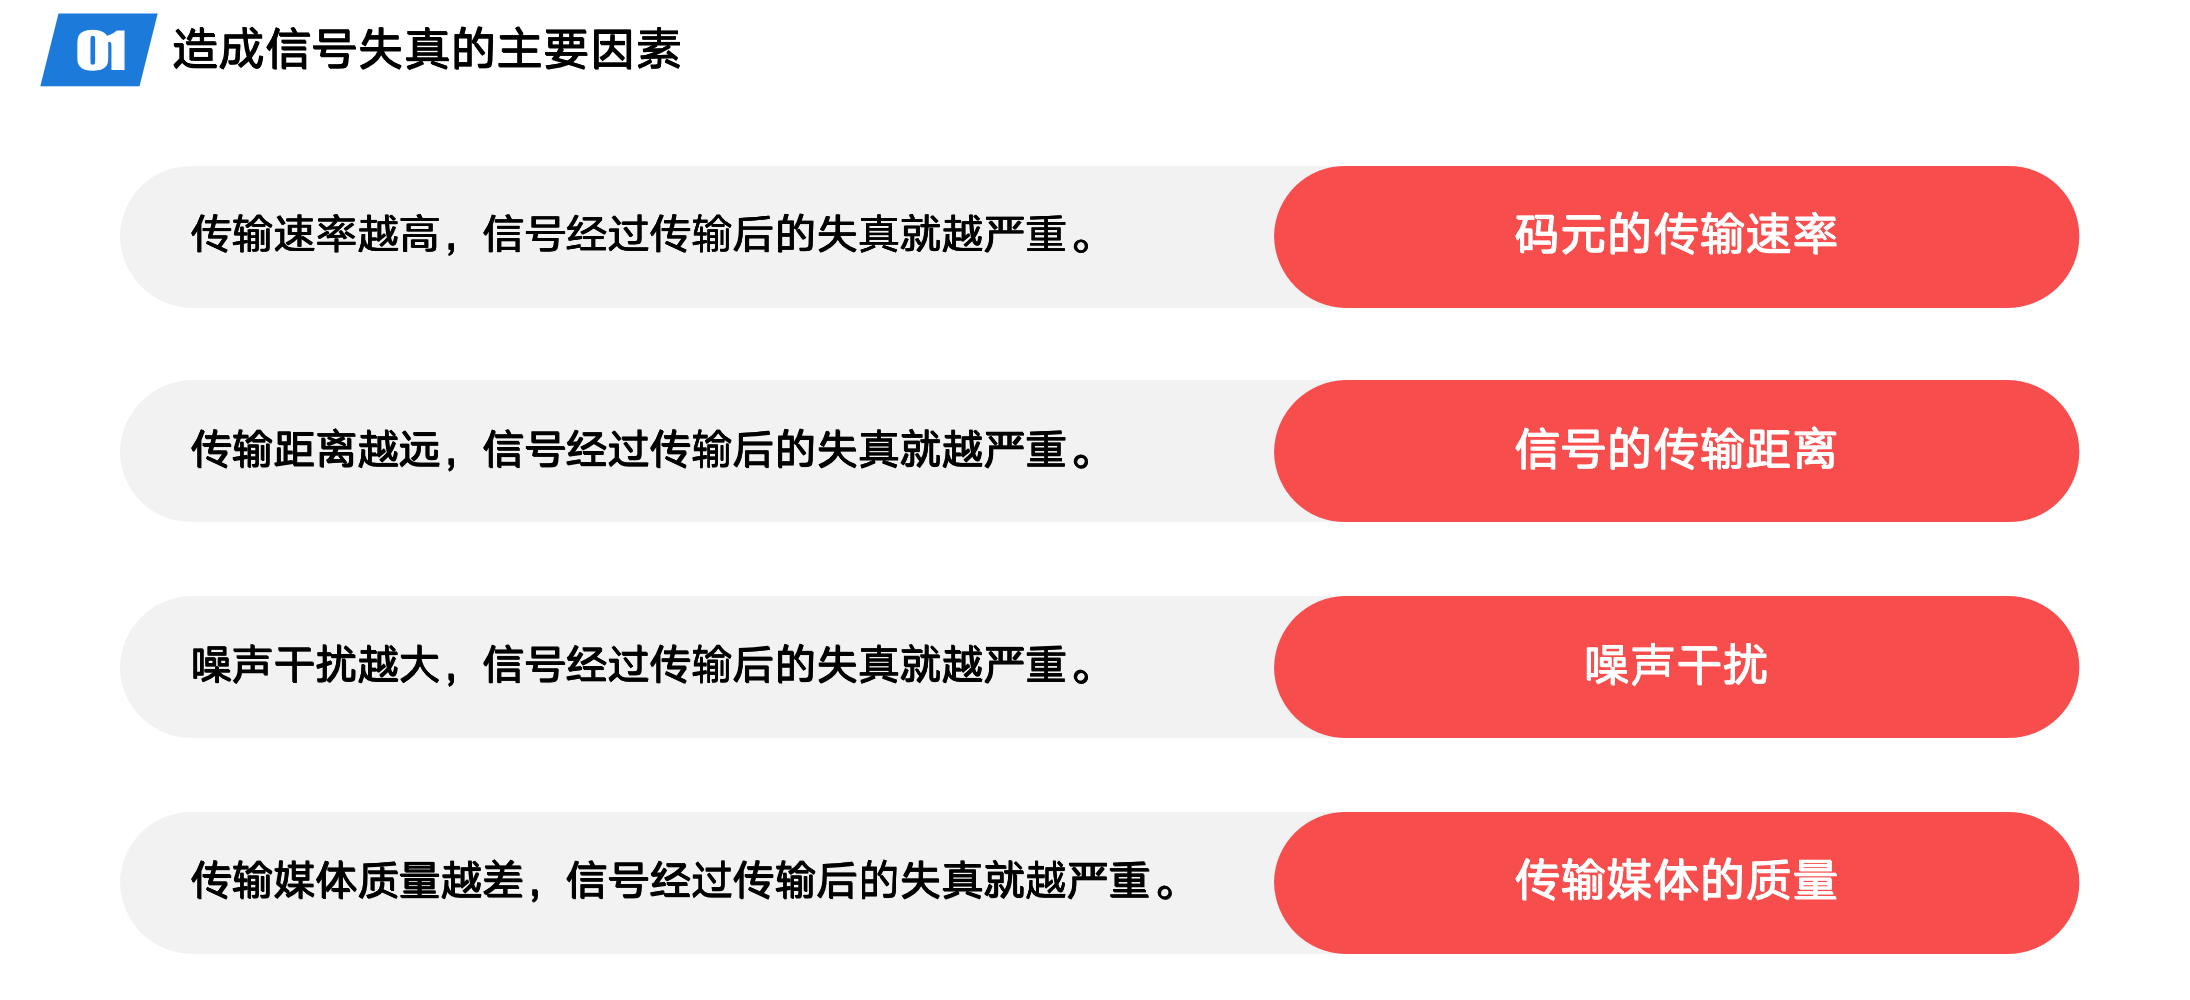 01 造成信号失真的主要因素
传输速率越高，信号经过传输后的失真就越严重。 码元的传输速率
传输距离越远，信号经过传输后的失真就越严重。 信号的传输距离
噪声干扰越大，信号经过传输后的失真就越严重。 噪声干扰
传输媒体质量越差，信号经过传输后的失真就越严重。 传输媒体的质量